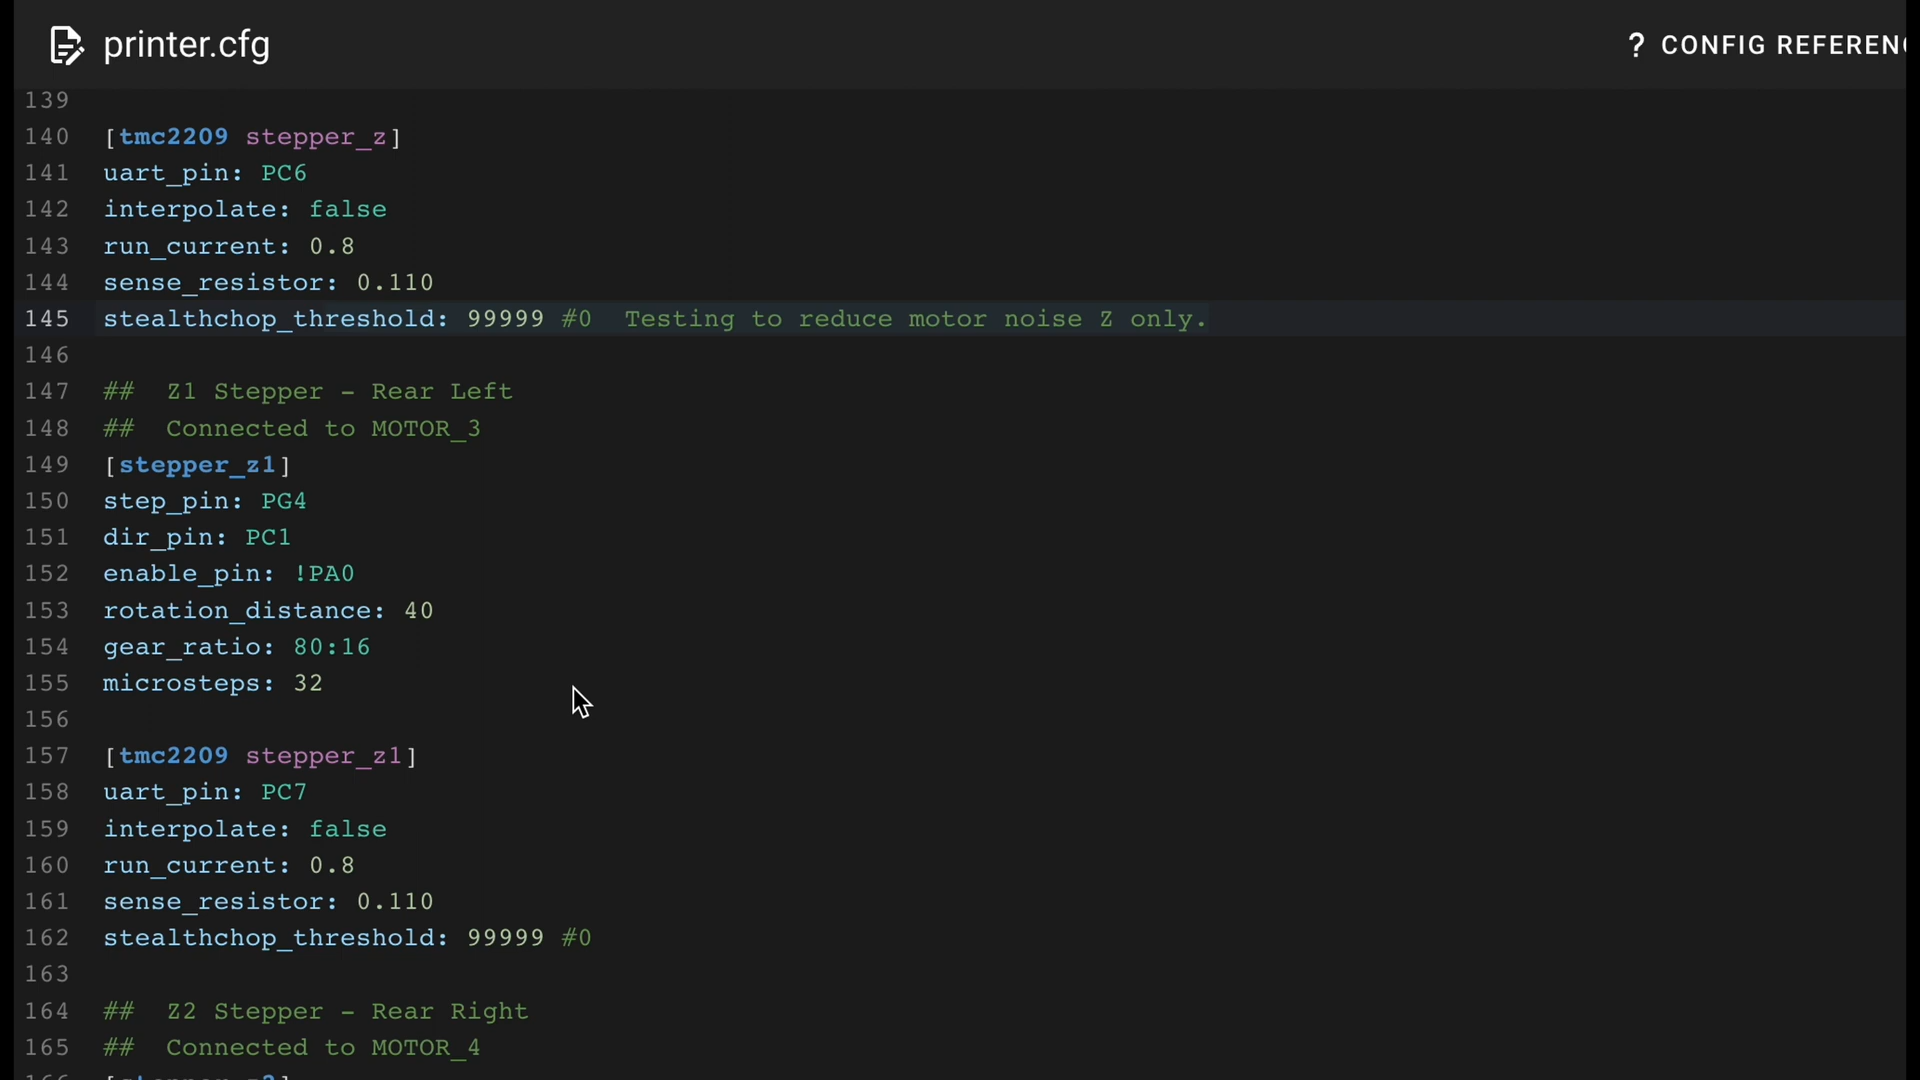 printer.cfg
? CONFIG REFEREN
139
140 [tmc2209 stepper_z]
141 uart_pin: PC6
142 interpolate: false
143 run_current: 0.8
144 sense_resistor: 0.110
145 stealthchop_threshold: 99999 #0  Testing to reduce motor noise Z only.
146
147 ##  Z1 Stepper - Rear Left
148 ##  Connected to MOTOR_3
149 [stepper_z1]
150 step_pin: PG4
151 dir_pin: PC1
152 enable_pin: !PA0
153 rotation_distance: 40
154 gear_ratio: 80:16
155 microsteps: 32
156
157 [tmc2209 stepper_z1]
158 uart_pin: PC7
159 interpolate: false
160 run_current: 0.8
161 sense_resistor: 0.110
162 stealthchop_threshold: 99999 #0
163
164 ##  Z2 Stepper - Rear Right
165 ##  Connected to MOTOR_4